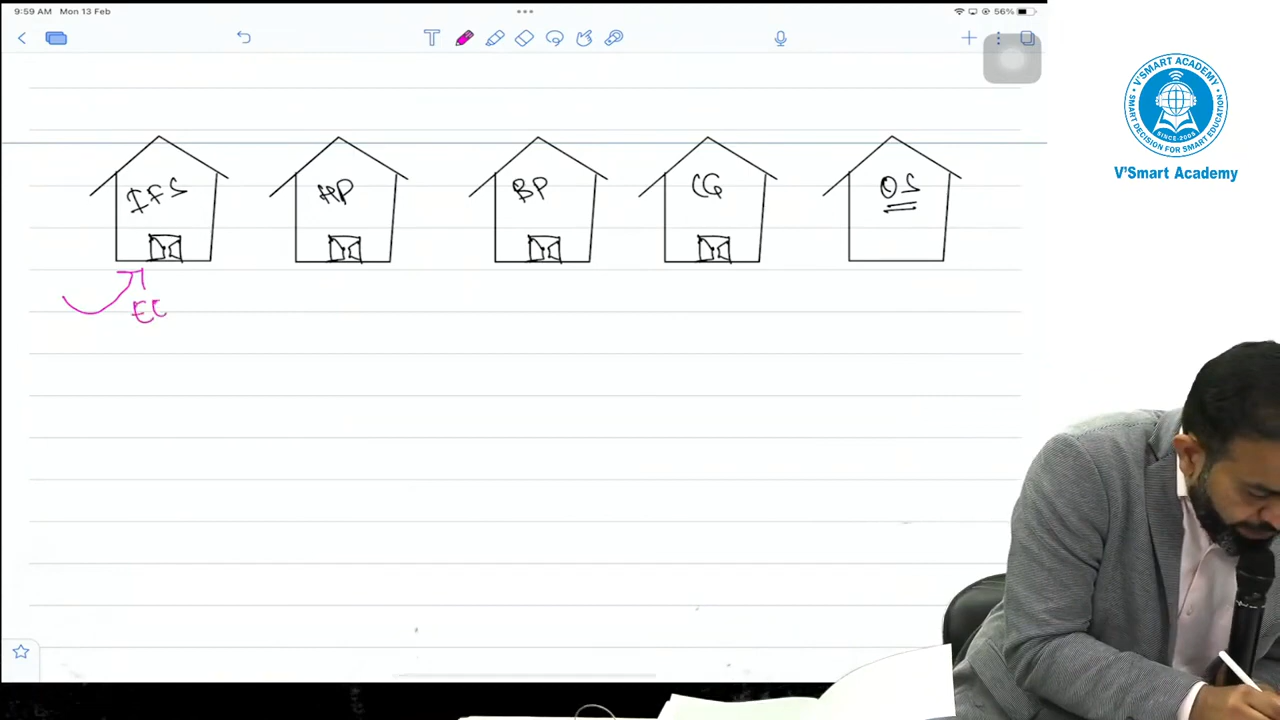 9:59 AM Mon 13 Feb
56%
T
IFS HP BP CG OS
EC
V'SMART ACADEMY
SMART DECISION FOR SMART EDUCATION
SINCE-2008
V'Smart Academy